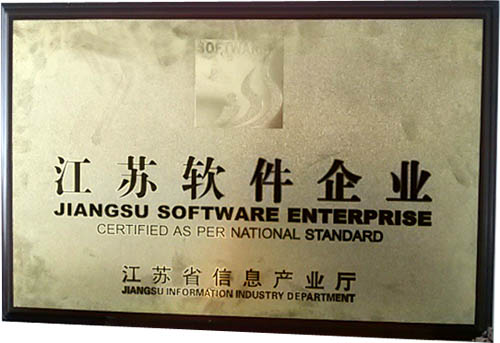 SOFTWARE
江苏软件企业
JIANGSU SOFTWARE ENTERPRISE
CERTIFIED AS PER NATIONAL STANDARD
江苏省信息产业厅
JIANGSU INFORMATION INDUSTRY DEPARTMENT